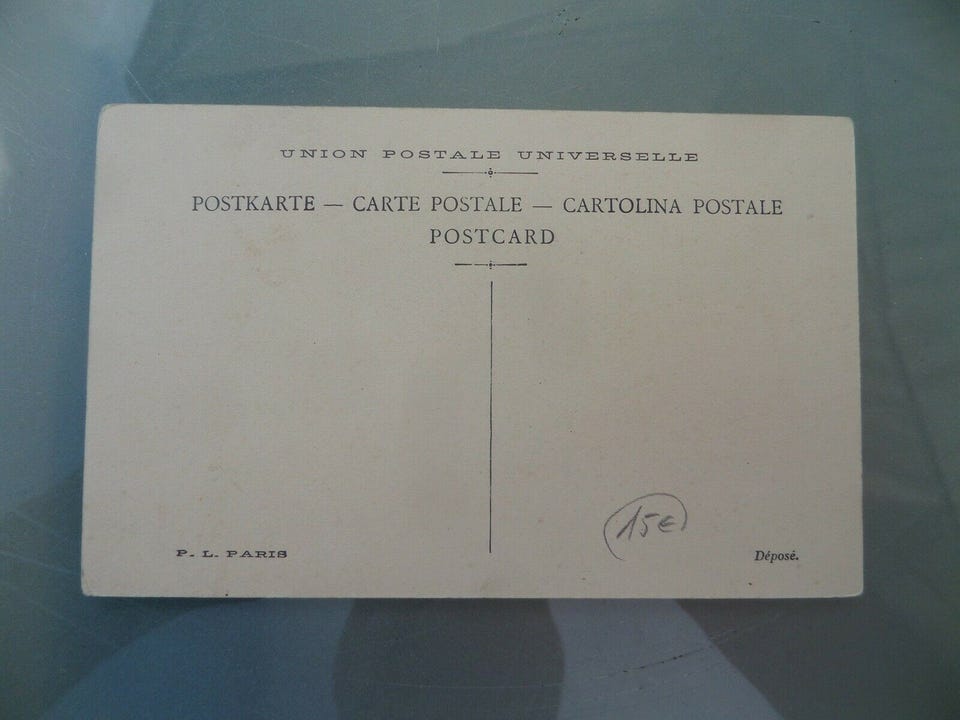 UNION POSTALE UNIVERSELLE
POSTKARTE — CARTE POSTALE — CARTOLINA POSTALE
POSTCARD
15€
P. L. PARIS
Déposé.